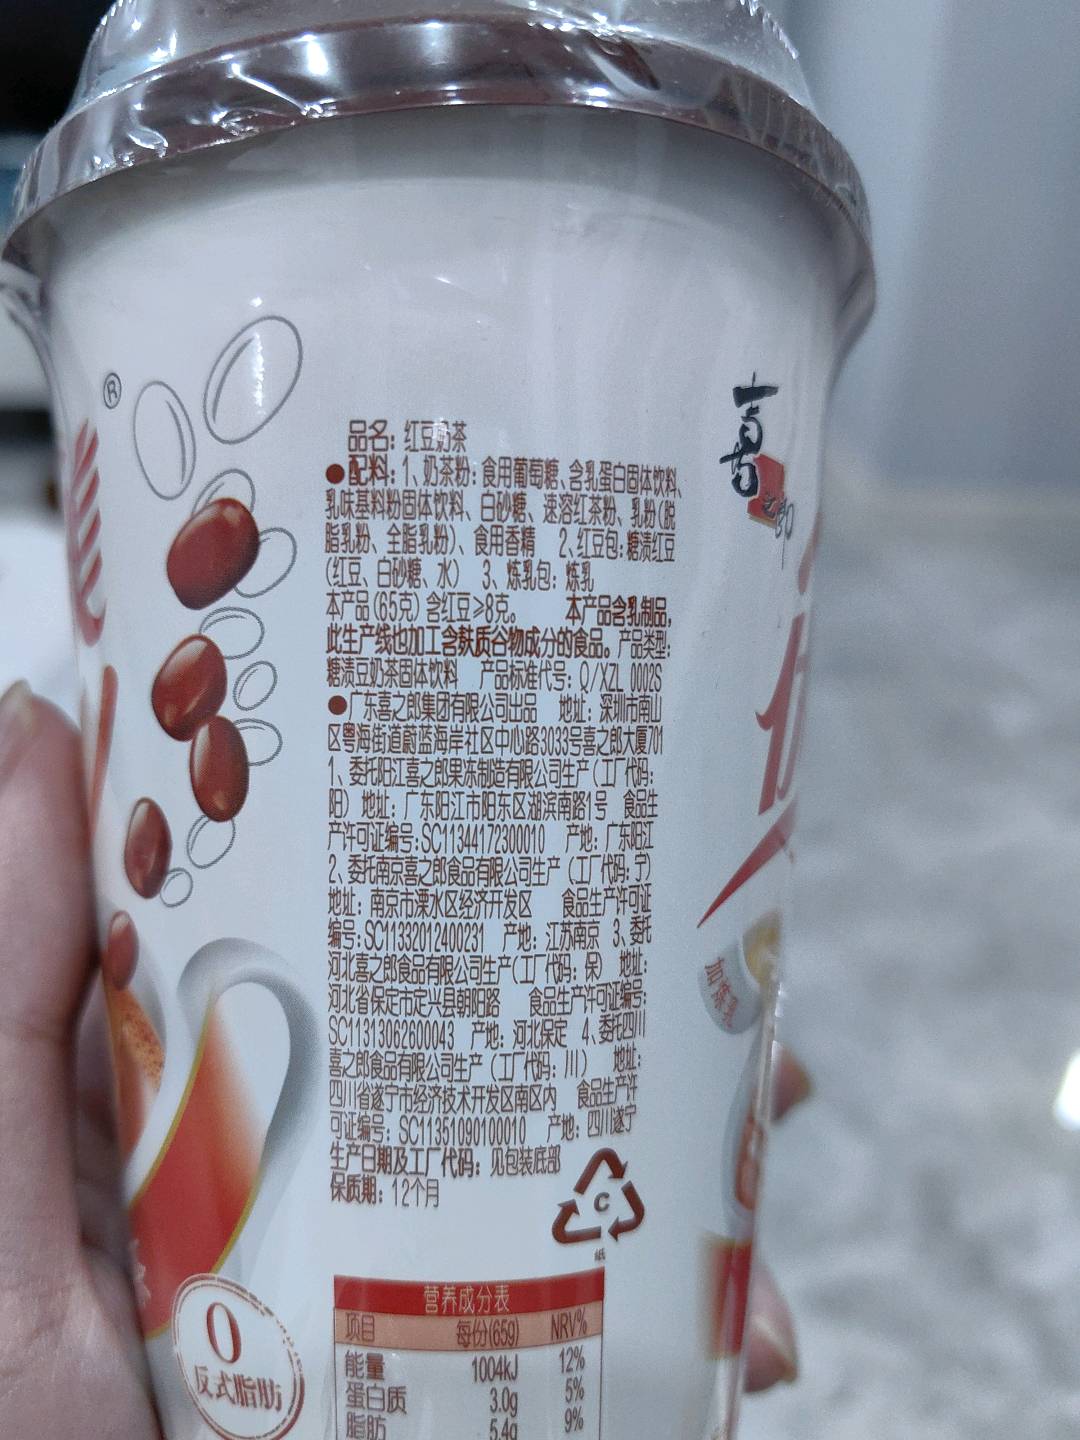 ®
品名：红豆奶茶
●配料：1、奶茶粉：食用葡萄糖、含乳蛋白固体饮料、
乳味基料粉固体饮料、白砂糖、速溶红茶粉、乳粉（脱
脂乳粉、全脂乳粉）、食用香精 2、红豆包：糖渍红豆
（红豆、白砂糖、水） 3、炼乳包：炼乳
本产品（65克）含红豆≥8克。 本产品含乳制品，
此生产线也加工含麸质谷物成分的食品。产品类型：
糖渍豆奶茶固体饮料 产品标准代号：Q/XZL 0002S
●广东喜之郎集团有限公司出品 地址：深圳市南山
区粤海街道蔚蓝海岸社区中心路3033号喜之郎大厦701
1、委托阳江喜之郎果冻制造有限公司生产（工厂代码：
阳） 地址：广东阳江市阳东区湖滨南路1号 食品生
产许可证编号：SC11344172300010 产地：广东阳江
2、委托南京喜之郎食品有限公司生产（工厂代码：宁）
地址：南京市溧水区经济开发区 食品生产许可证
编号：SC11332012400231 产地：江苏南京 3、委托
河北喜之郎食品有限公司生产（工厂代码：保） 地址：
河北省保定市定兴县朝阳路 食品生产许可证编号：
SC11313062600043 产地：河北保定 4、委托四川
喜之郎食品有限公司生产（工厂代码：川） 地址：
四川省遂宁市经济技术开发区南区内 食品生产许
可证编号：SC11351090100010 产地：四川遂宁
生产日期及工厂代码：见包装底部
保质期：12个月
C
纸
营养成分表
项目 每份(65g) NRV%
能量 1004kJ 12%
蛋白质 3.0g 5%
脂肪 5.4g 9%
0
反式脂肪
喜之郎